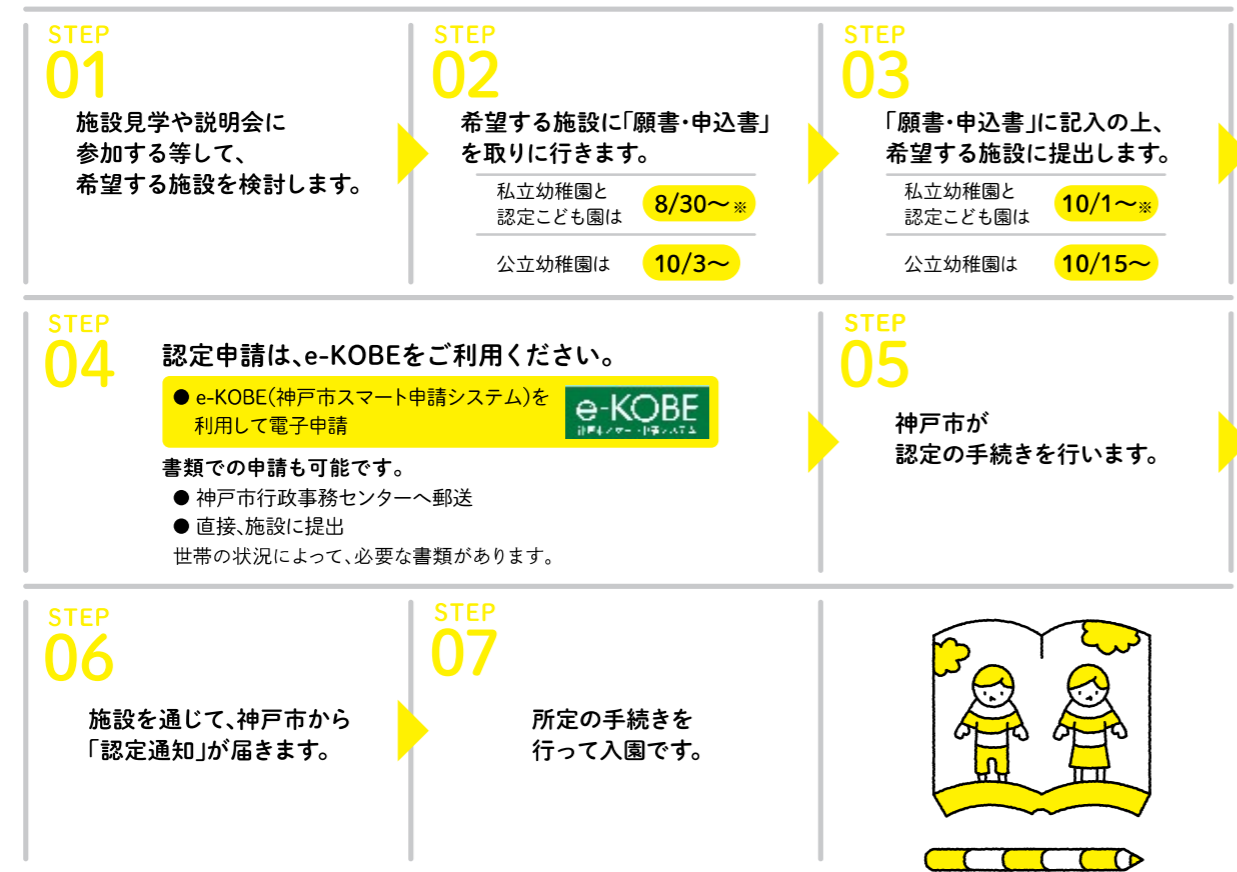 STEP
01
施設見学や説明会に
参加する等して、
希望する施設を検討します。
STEP
02
希望する施設に「願書・申込書」
を取りに行きます。
私立幼稚園と
認定こども園は
8/30〜※
公立幼稚園は
10/3〜
STEP
03
「願書・申込書」に記入の上、
希望する施設に提出します。
私立幼稚園と
認定こども園は
10/1〜※
公立幼稚園は
10/15〜
STEP
04
認定申請は、e-KOBEをご利用ください。
● e-KOBE(神戸市スマート申請システム)を
利用して電子申請
e-KOBE
神戸市スマート申請システム
書類での申請も可能です。
● 神戸市行政事務センターへ郵送
● 直接、施設に提出
世帯の状況によって、必要な書類があります。
STEP
05
神戸市が
認定の手続きを行います。
STEP
06
施設を通じて、神戸市から
「認定通知」が届きます。
STEP
07
所定の手続きを
行って入園です。